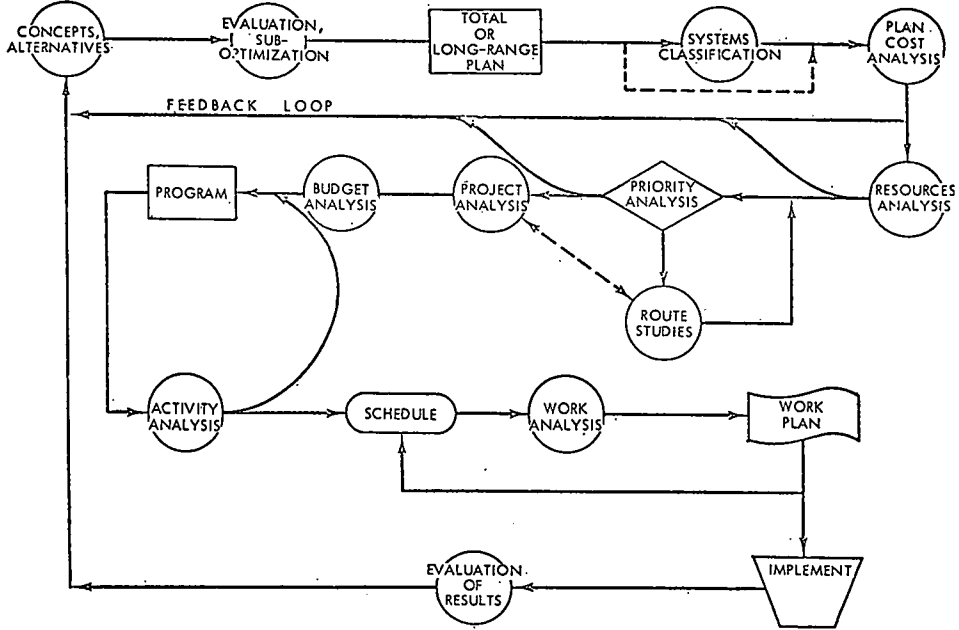 CONCEPTS,
ALTERNATIVES
EVALUATION,
SUB-
OPTIMIZATION
TOTAL
OR
LONG-RANGE
PLAN
SYSTEMS
CLASSIFICATION
PLAN
COST
ANALYSIS
FEEDBACK LOOP
PROGRAM
BUDGET
ANALYSIS
PROJECT
ANALYSIS
PRIORITY
ANALYSIS
RESOURCES
ANALYSIS
ROUTE
STUDIES
ACTIVITY
ANALYSIS
SCHEDULE
WORK
ANALYSIS
WORK
PLAN
EVALUATION
OF
RESULTS
IMPLEMENT